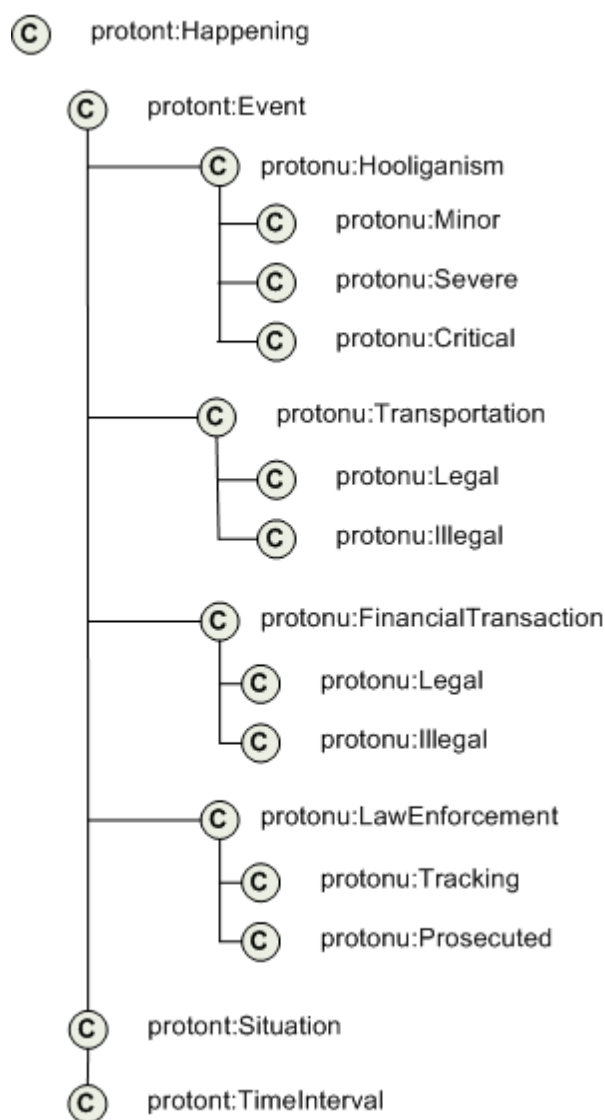 C protont:Happening
C protont:Event
C protonu:Hooliganism
C protonu:Minor
C protonu:Severe
C protonu:Critical
C protonu:Transportation
C protonu:Legal
C protonu:Illegal
C protonu:FinancialTransaction
C protonu:Legal
C protonu:Illegal
C protonu:LawEnforcement
C protonu:Tracking
C protonu:Prosecuted
C protont:Situation
C protont:TimeInterval